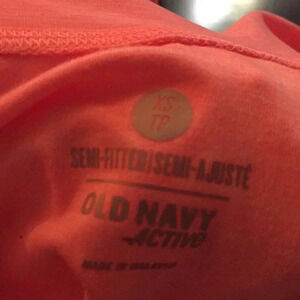 XS
TP
SEMI-FITTED | SEMI-AJUSTÉ
OLD NAVY
ACTIVE
MADE IN